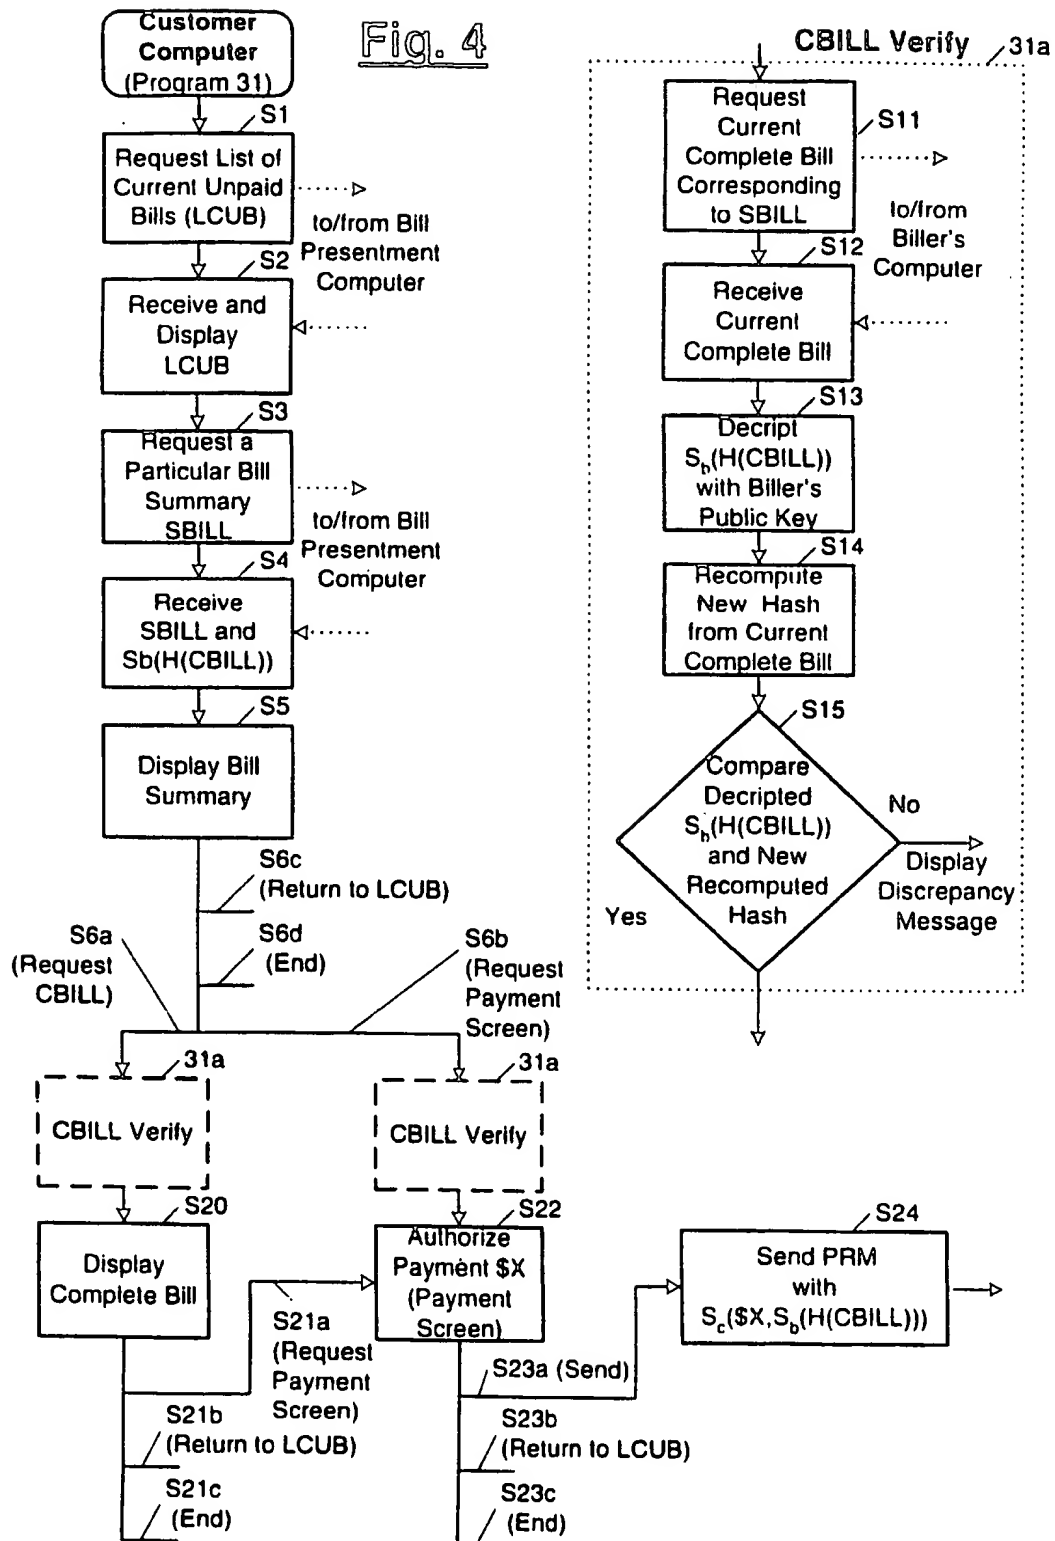 Fig. 4
Customer
Computer
(Program 31)
S1
Request List of
Current Unpaid
Bills (LCUB)
to/from Bill
Presentment
Computer
S2
Receive and
Display
LCUB
S3
Request a
Particular Bill
Summary
SBILL
to/from Bill
Presentment
Computer
S4
Receive
SBILL and
Sb(H(CBILL))
S5
Display Bill
Summary
S6c
(Return to LCUB)
S6d
(End)
S6a
(Request
CBILL)
S6b
(Request
Payment
Screen)
31a
CBILL Verify
31a
CBILL Verify
S20
Display
Complete Bill
S21a
(Request
Payment
Screen)
S21b
(Return to LCUB)
S21c
(End)
S22
Authorize
Payment $X
(Payment
Screen)
S23a (Send)
S23b
(Return to LCUB)
S23c
(End)
S24
Send PRM
with
Sc($X,Sb(H(CBILL)))
CBILL Verify
31a
S11
Request
Current
Complete Bill
Corresponding
to SBILL
to/from
Biller's
Computer
S12
Receive
Current
Complete Bill
S13
Decript
Sb(H(CBILL))
with Biller's
Public Key
S14
Recompute
New Hash
from Current
Complete Bill
S15
Compare
Decripted
Sb(H(CBILL))
and New
Recomputed
Hash
No
Display
Discrepancy
Message
Yes